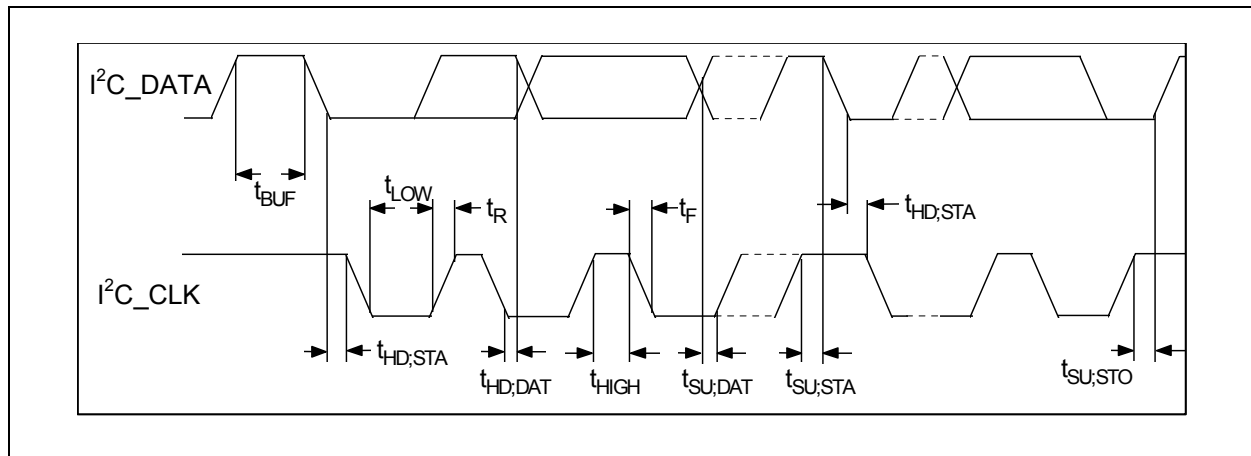 I²C_DATA
t_BUF
t_LOW
t_R
t_F
t_HD;STA
I²C_CLK
t_HD;STA
t_HD;DAT
t_HIGH
t_SU;DAT
t_SU;STA
t_SU;STO